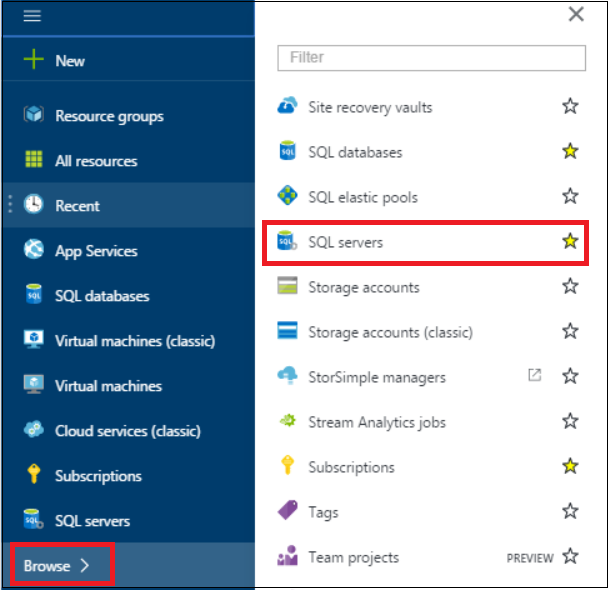 New
Resource groups
All resources
Recent
App Services
SQL databases
Virtual machines (classic)
Virtual machines
Cloud services (classic)
Subscriptions
SQL servers
Browse
Filter
Site recovery vaults
SQL databases
SQL elastic pools
SQL servers
Storage accounts
Storage accounts (classic)
StorSimple managers
Stream Analytics jobs
Subscriptions
Tags
Team projects PREVIEW